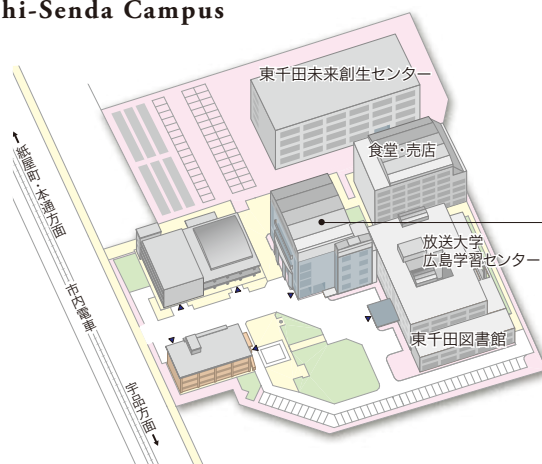 hi-Senda Campus
東千田未来創生センター
食堂・売店
紙屋町・本通方面
放送大学
広島学習センター
市内電車
東千田図書館
宇品方面